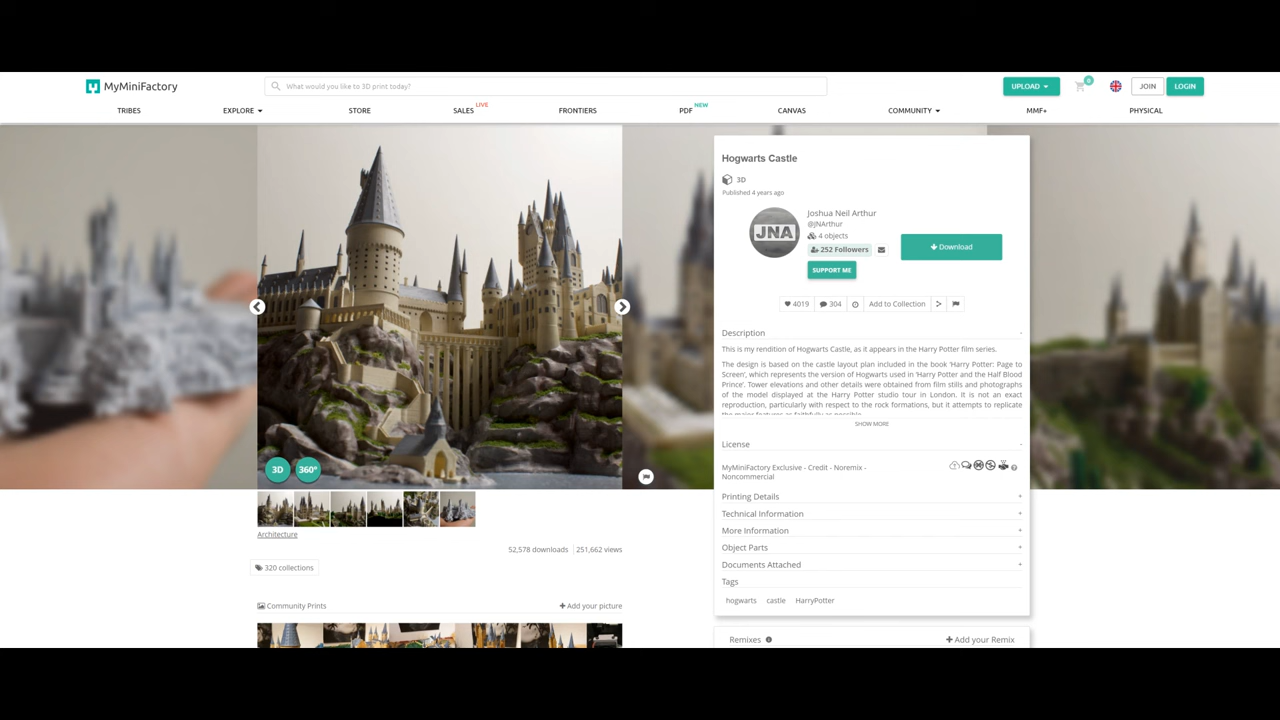 MyMiniFactory
What would you like to 3D print today?
UPLOAD
0
JOIN
LOGIN
TRIBES
EXPLORE
STORE
SALES LIVE
FRONTIERS
PDF NEW
CANVAS
COMMUNITY
MMF+
PHYSICAL
Hogwarts Castle
3D
Published 4 years ago
JNA
Joshua Neil Arthur
@JNArthur
4 objects
252 Followers
SUPPORT ME
Download
4019
304
Add to Collection
Description
This is my rendition of Hogwarts Castle, as it appears in the Harry Potter film series.
The design is based on the castle layout plan included in the book 'Harry Potter: Page to
Screen', which represents the version of Hogwarts used in 'Harry Potter and the Half Blood
Prince'. Tower elevations and other details were obtained from film stills and photographs
of the model displayed at the Harry Potter studio tour in London. It is not an exact
reproduction, particularly with respect to the rock formations, but it attempts to replicate
the major features as faithfully as possible.
SHOW MORE
License
MyMiniFactory Exclusive - Credit - Noremix -
Noncommercial
Printing Details +
Technical Information +
More Information +
Object Parts +
Documents Attached +
Tags
hogwarts castle HarryPotter
Remixes
Add your Remix
3D
360°
Architecture
52,578 downloads
251,662 views
320 collections
Community Prints
Add your picture